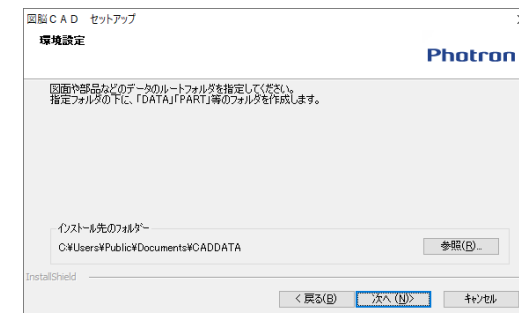 図脳CAD セットアップ
環境設定
Photron
図面や部品などのデータのルートフォルダを指定してください。
指定フォルダの下に、「DATA」「PART」等のフォルダを作成します。
インストール先のフォルダー
C:¥Users¥Public¥Documents¥CADDATA
参照(R)...
InstallShield
< 戻る(B)
次へ (N)>
キャンセル